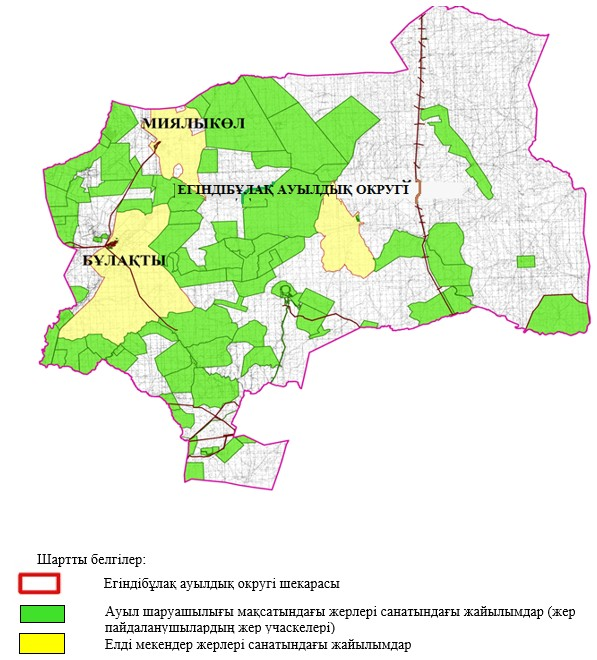 МИЯЛЫКӨЛ
ЕГІНДІБҰЛАҚ АУЫЛДЫҚ ОКРУГІ
БҰЛАҚТЫ
Шартты белгілер:
Егіндібұлақ ауылдық округі шекарасы
Ауыл шаруашылығы мақсатындағы жерлері санатындағы жайылымдар (жер
пайдаланушылардың жер учаскелері)
Елді мекендер жерлері санатындағы жайылымдар